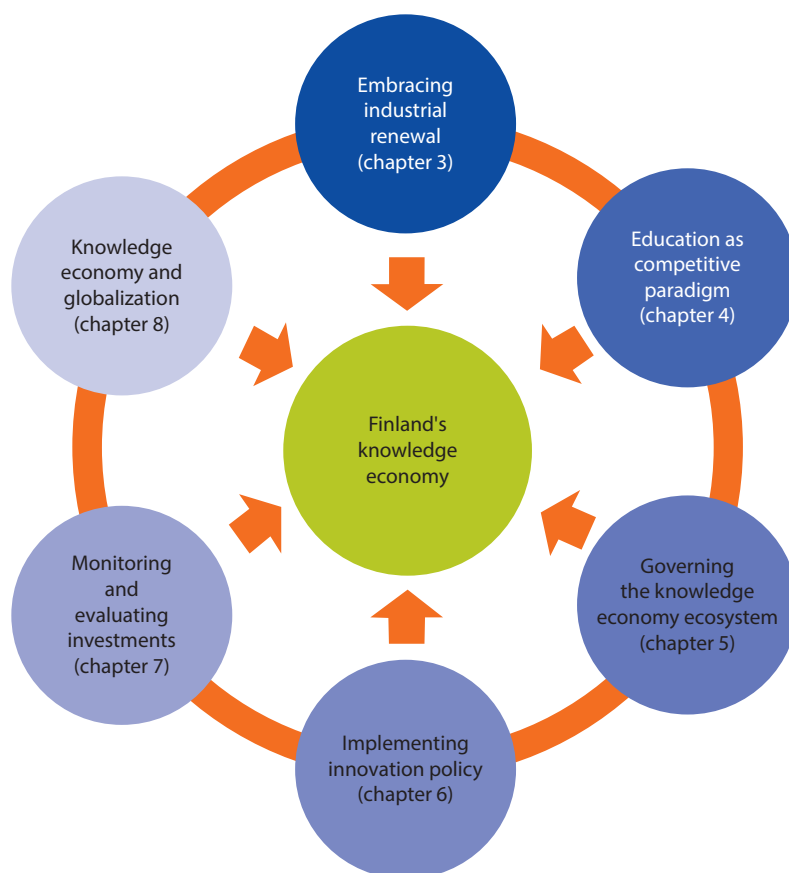 Embracing
industrial
renewal
(chapter 3)
Education as
competitive
paradigm
(chapter 4)
Governing
the knowledge
economy ecosystem
(chapter 5)
Implementing
innovation policy
(chapter 6)
Monitoring
and
evaluating
investments
(chapter 7)
Knowledge
economy and
globalization
(chapter 8)
Finland's
knowledge
economy